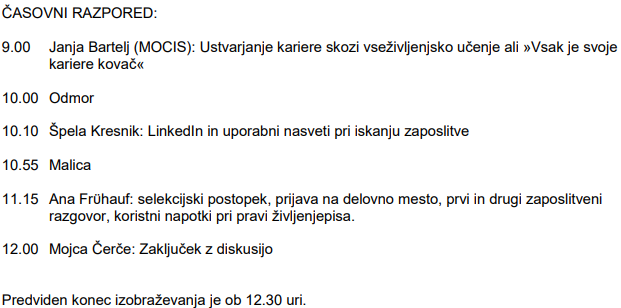 ČASOVNI RAZPORED:
9.00 Janja Bartelj (MOCIS): Ustvarjanje kariere skozi vseživljenjsko učenje ali »Vsak je svoje
kariere kovač«
10.00 Odmor
10.10 Špela Kresnik: LinkedIn in uporabni nasveti pri iskanju zaposlitve
10.55 Malica
11.15 Ana Frühauf: selekcijski postopek, prijava na delovno mesto, prvi in drugi zaposlitveni
razgovor, koristni napotki pri pravi življenjepisa.
12.00 Mojca Čerče: Zaključek z diskusijo
Predviden konec izobraževanja je ob 12.30 uri.